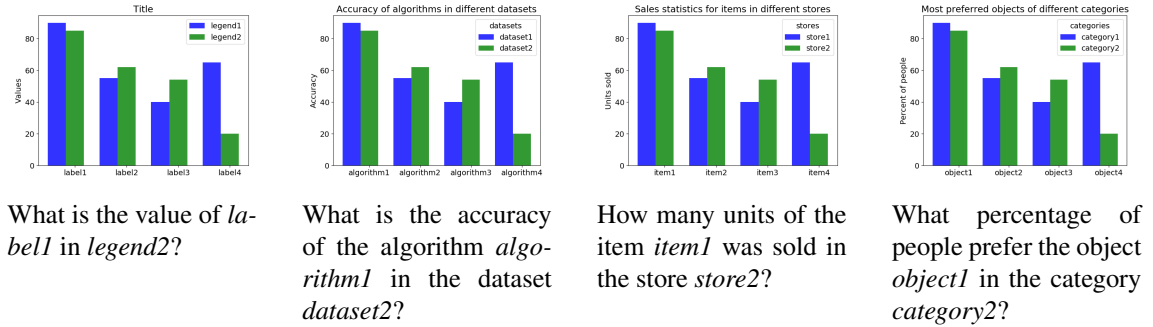 Title
legend1
legend2
Values
80
60
40
20
0
label1 label2 label3 label4
What is the value of la-
bel1 in legend2?
Accuracy of algorithms in different datasets
datasets
dataset1
dataset2
Accuracy
80
60
40
20
0
algorithm1 algorithm2 algorithm3 algorithm4
What is the accuracy
of the algorithm algo-
rithm1 in the dataset
dataset2?
Sales statistics for items in different stores
stores
store1
store2
Units sold
80
60
40
20
0
item1 item2 item3 item4
How many units of the
item item1 was sold in
the store store2?
Most preferred objects of different categories
categories
category1
category2
Percent of people
80
60
40
20
0
object1 object2 object3 object4
What percentage of
people prefer the object
object1 in the category
category2?